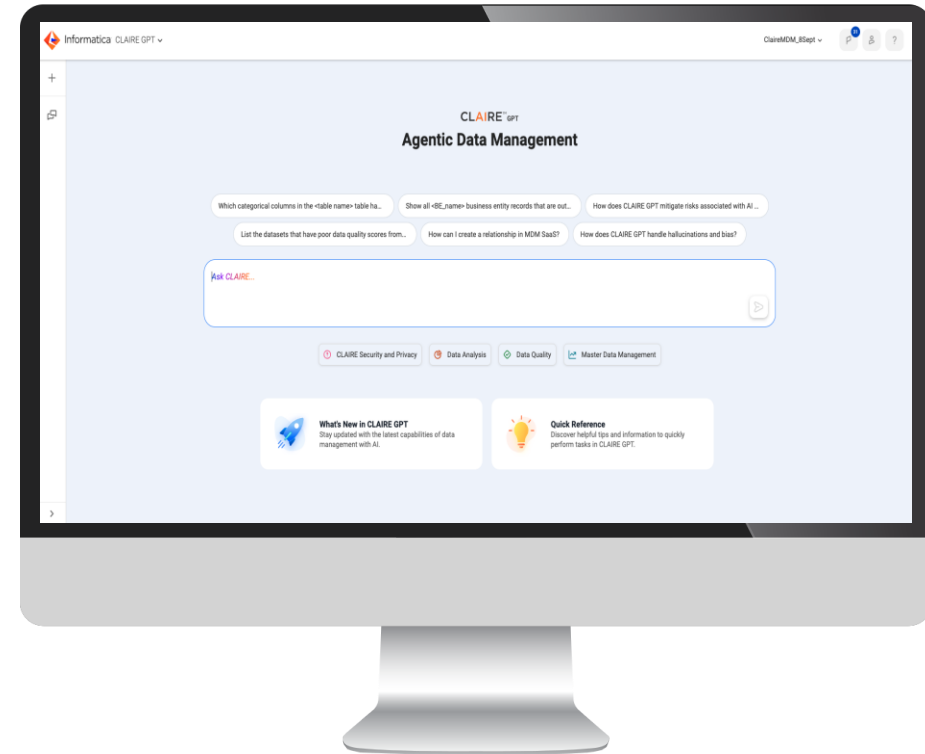 Informatica CLAIRE GPT
ClaireMDM_8Sept
?
CLAIRE™ GPT
Agentic Data Management
Which categorical columns in the <table name> table ha...
Show all <BE_name> business entity records that are out...
How does CLAIRE GPT mitigate risks associated with AI ...
List the datasets that have poor data quality scores from...
How can I create a relationship in MDM SaaS?
How does CLAIRE GPT handle hallucinations and bias?
Ask CLAIRE...
CLAIRE Security and Privacy
Data Analysis
Data Quality
Master Data Management
What's New in CLAIRE GPT
Stay updated with the latest capabilities of data
management with AI.
Quick Reference
Discover helpful tips and information to quickly
perform tasks in CLAIRE GPT.